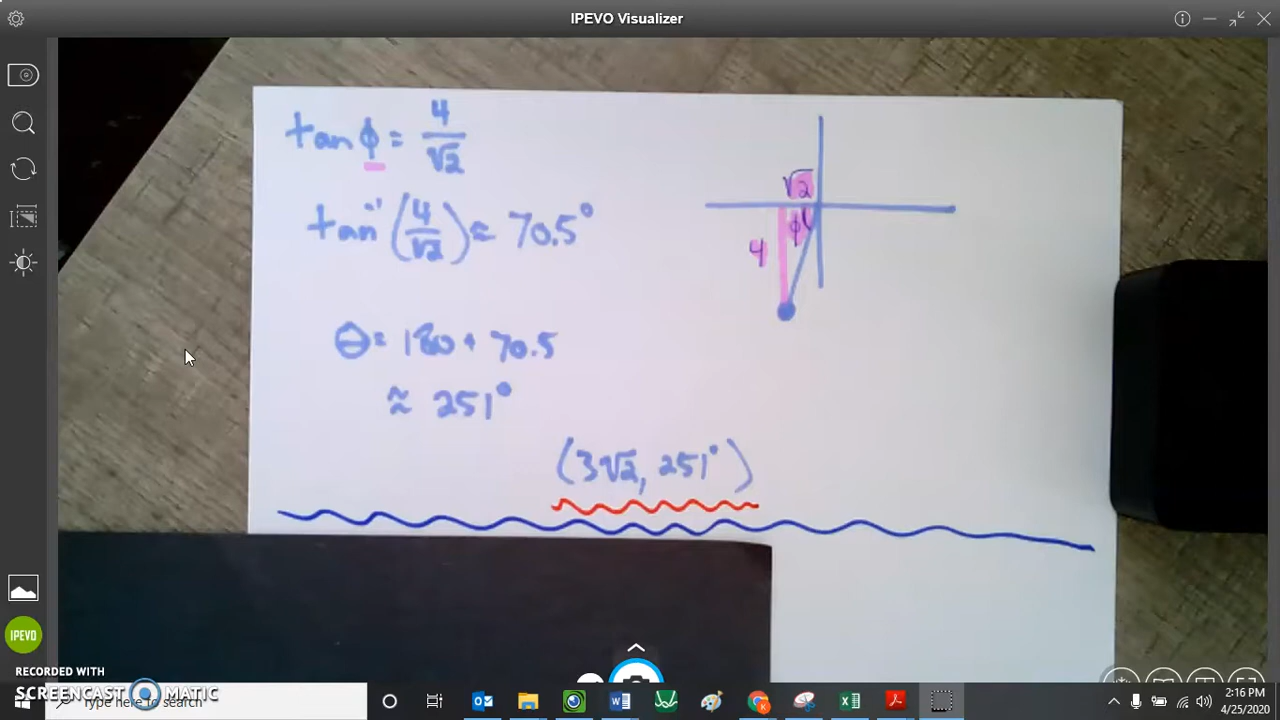 IPEVO Visualizer
tan ϕ = 4/√2
tan⁻¹(4/√2) ≈ 70.5°
θ = 180 + 70.5
≈ 251°
(3√2, 251°)
√2
ϕ
4
IPEVO
RECORDED WITH
SCREENCAST MATIC
Type here to search
2:16 PM
4/25/2020